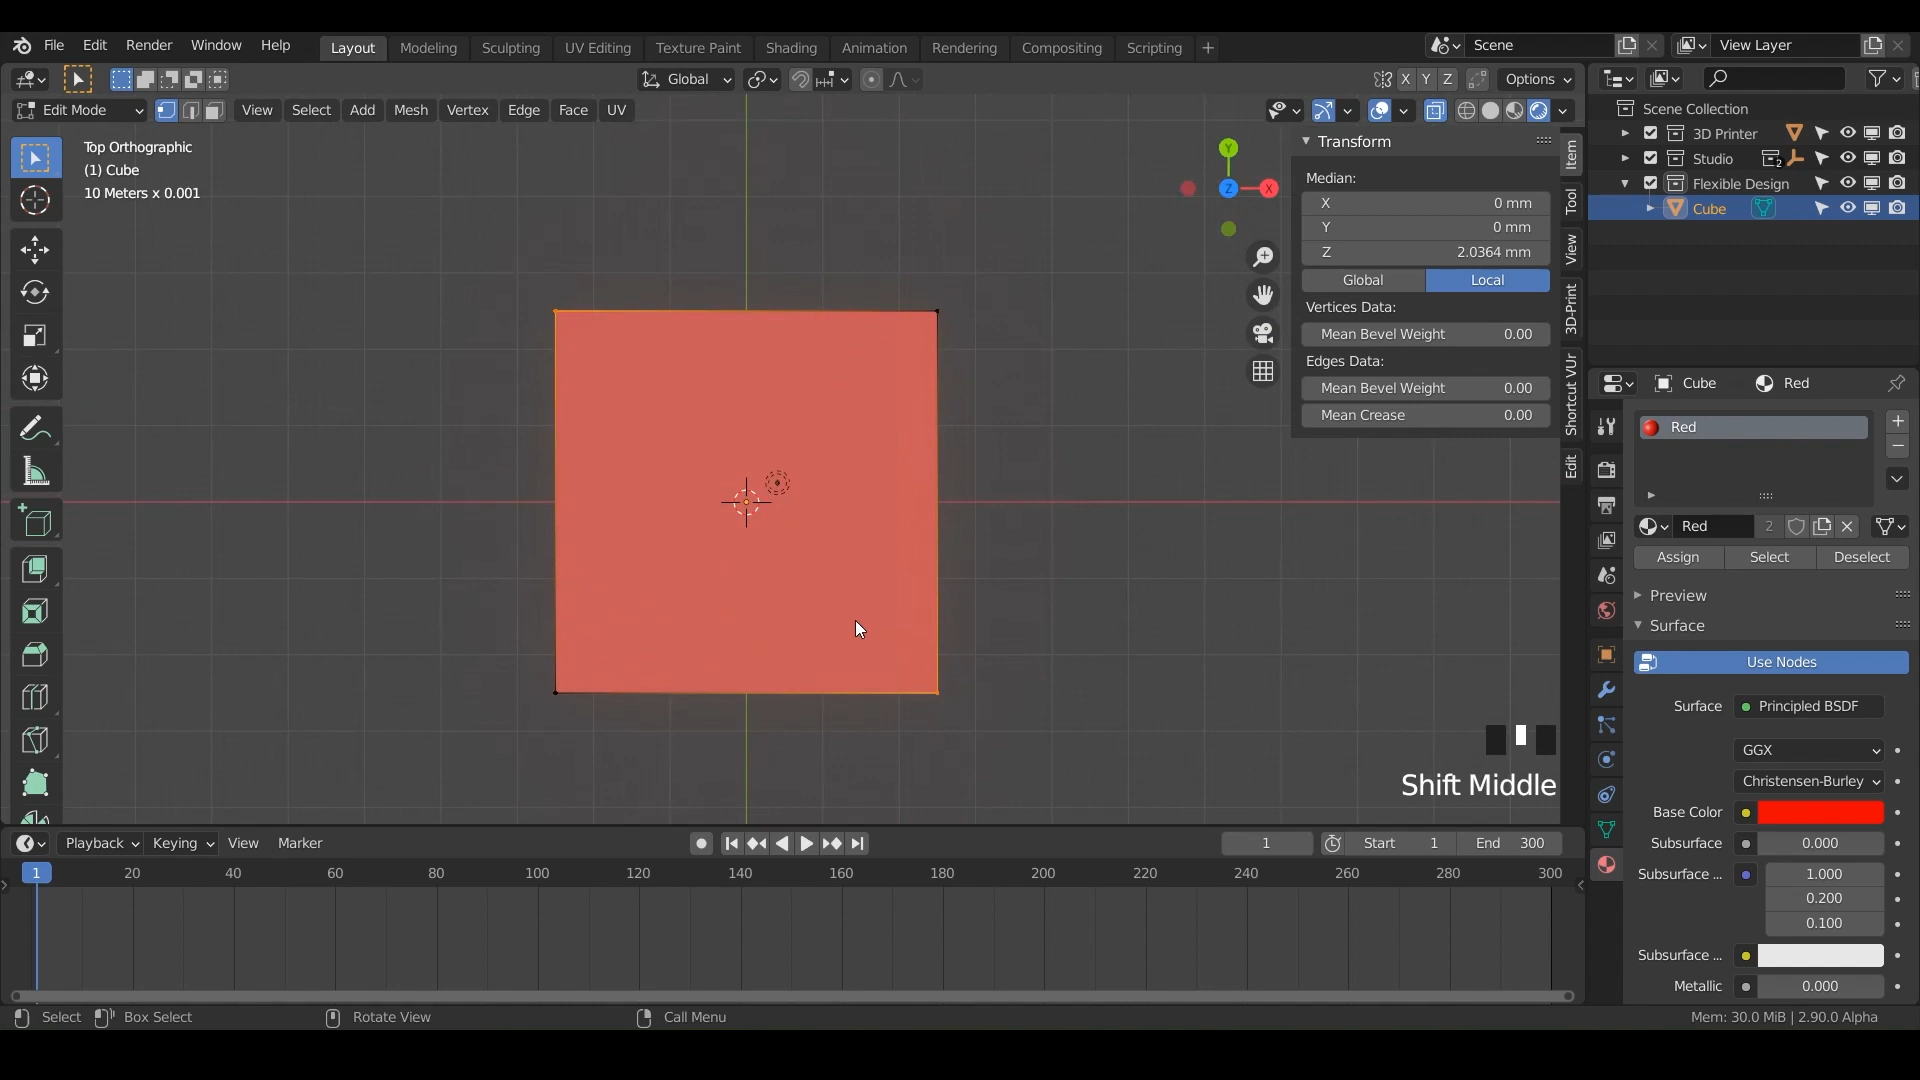 File Edit Render Window Help Layout Modeling Sculpting UV Editing Texture Paint Shading Animation Rendering Compositing Scripting + Scene View Layer
Global X Y Z Options
Edit Mode View Select Add Mesh Vertex Edge Face UV
Scene Collection
3D Printer
Studio 2
Flexible Design
Cube
Top Orthographic
(1) Cube
10 Meters x 0.001
Y
Z
X
Transform
Median:
X 0 mm
Y 0 mm
Z 2.0364 mm
Global Local
Vertices Data:
Mean Bevel Weight 0.00
Edges Data:
Mean Bevel Weight 0.00
Mean Crease 0.00
Item
Tool
View
3D-Print
Shortcut VUr
Edit
Cube Red
Red
Red 2
Assign Select Deselect
Preview
Surface
Use Nodes
Surface Principled BSDF
GGX
Christensen-Burley
Base Color
Subsurface 0.000
Subsurface ... 1.000
0.200
0.100
Subsurface ...
Metallic 0.000
Shift Middle
Playback Keying View Marker 1 Start 1 End 300
1 20 40 60 80 100 120 140 160 180 200 220 240 260 280 300
Select Box Select Rotate View Call Menu Mem: 30.0 MiB | 2.90.0 Alpha